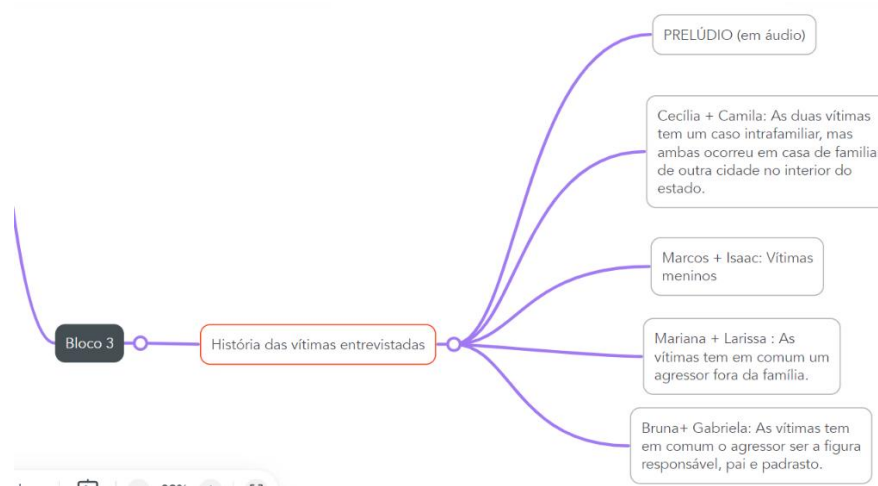 PRELÚDIO (em áudio)
Cecília + Camila: As duas vítimas
tem um caso intrafamiliar, mas
ambas ocorreu em casa de familia
de outra cidade no interior do
estado.
Marcos + Isaac: Vítimas
meninos
Bloco 3
História das vítimas entrevistadas
Mariana + Larissa : As
vítimas tem em comum um
agressor fora da família.
Bruna+ Gabriela: As vítimas tem
em comum o agressor ser a figura
responsável, pai e padrasto.